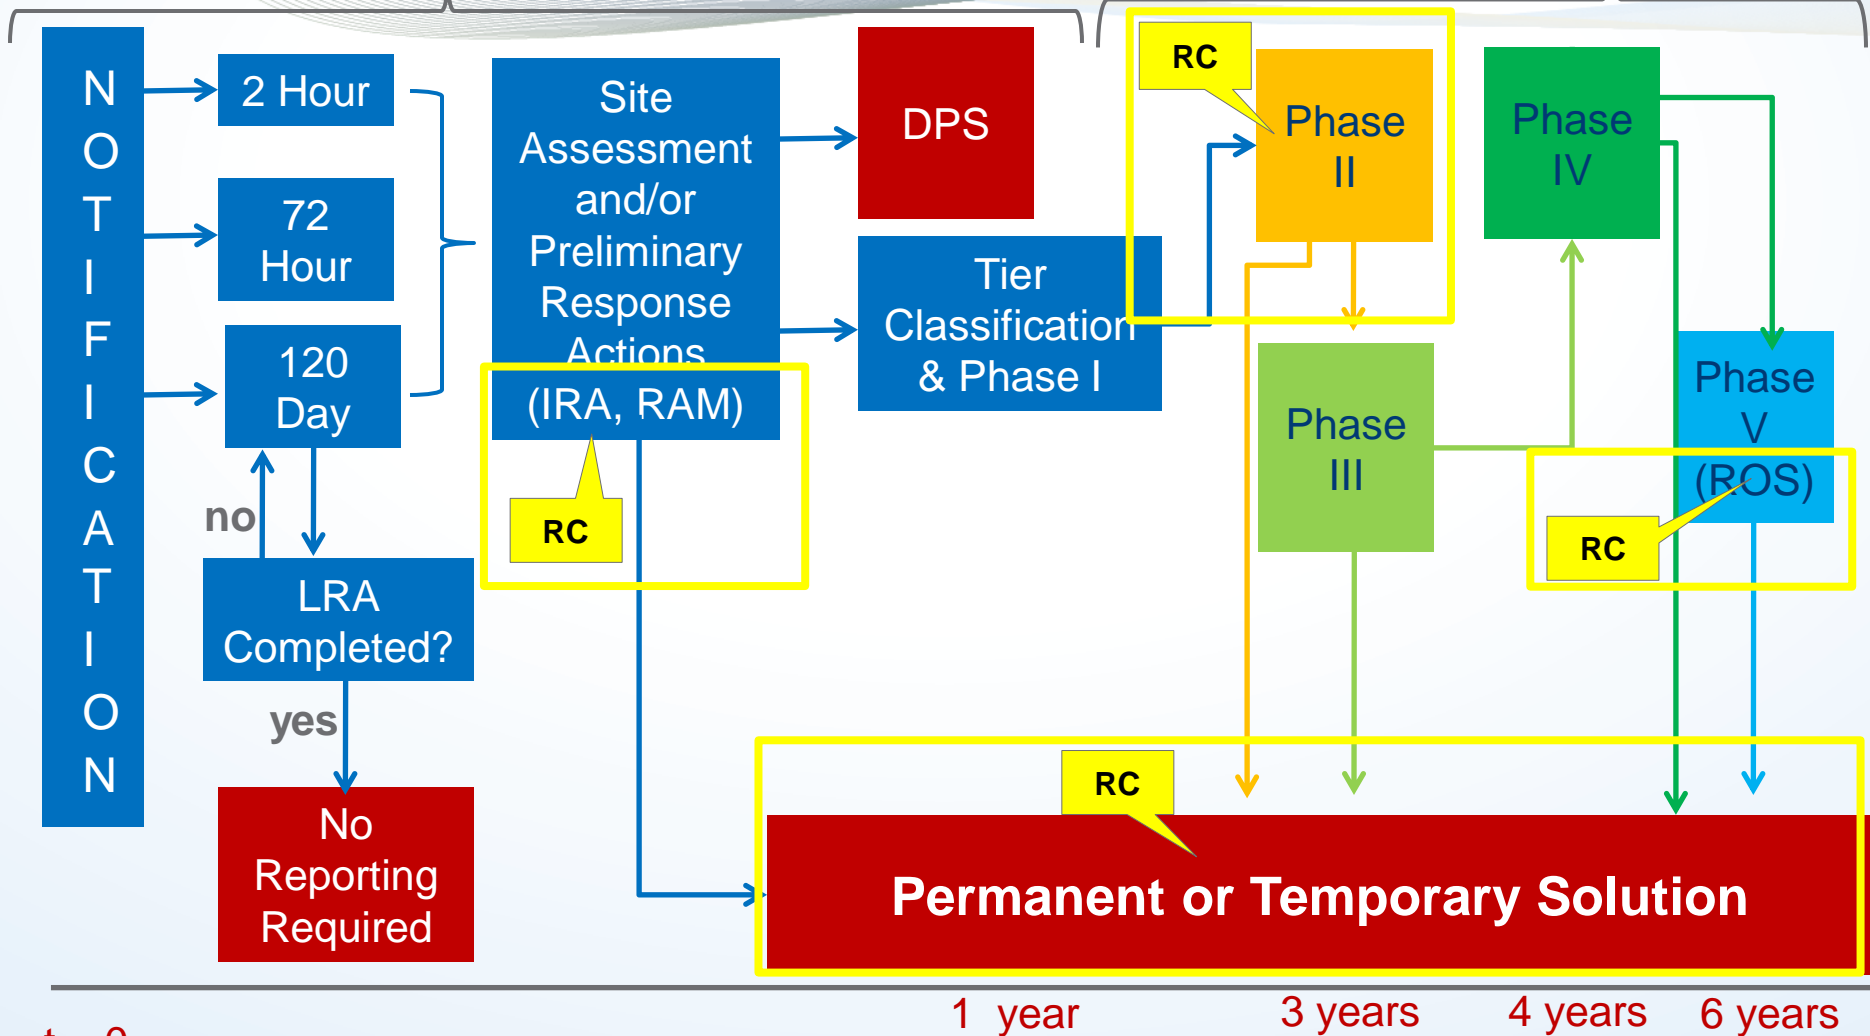 N
O
T
I
F
I
C
A
T
I
O
N
2 Hour
72
Hour
120
Day
no
LRA
Completed?
yes
No
Reporting
Required
Site
Assessment
and/or
Preliminary
Response
Actions
(IRA, RAM)
RC
DPS
Tier
Classification
& Phase I
RC
Phase
II
Phase
III
Phase
IV
Phase
V
(ROS)
RC
RC
Permanent or Temporary Solution
1 year
3 years
4 years
6 years